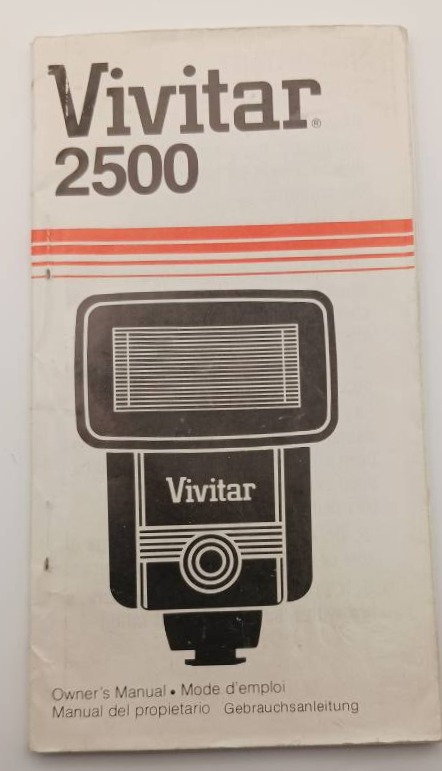 Vivitar®
2500
Vivitar
Owner's Manual • Mode d'emploi
Manual del propietario Gebrauchsanleitung